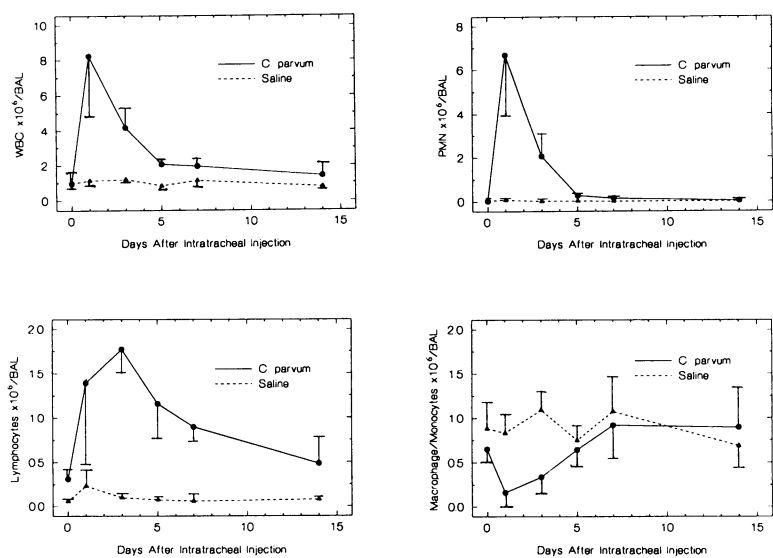 10
8
6
4
2
0
WBC x10⁶/BAL
C parvum
Saline
0
5
10
15
Days After Intratracheal Injection
8
6
4
2
0
PMN x10⁶/BAL
C parvum
Saline
0
5
10
15
Days After Intratracheal Injection
2.0
1.5
1.0
0.5
0.0
Lymphocytes x10⁶/BAL
C parvum
Saline
0
5
10
15
Days After Intratracheal Injection
2.0
1.5
1.0
0.5
0.0
Macrophage/Monocytes x10⁶/BAL
C parvum
Saline
0
5
10
15
Days After Intratracheal Injection